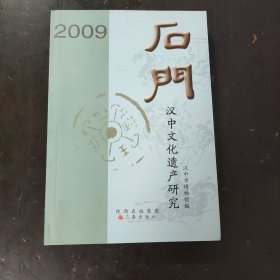 2009
石門
汉中文化遗产研究
汉中市博物馆编
陕西出版集团
三秦出版社